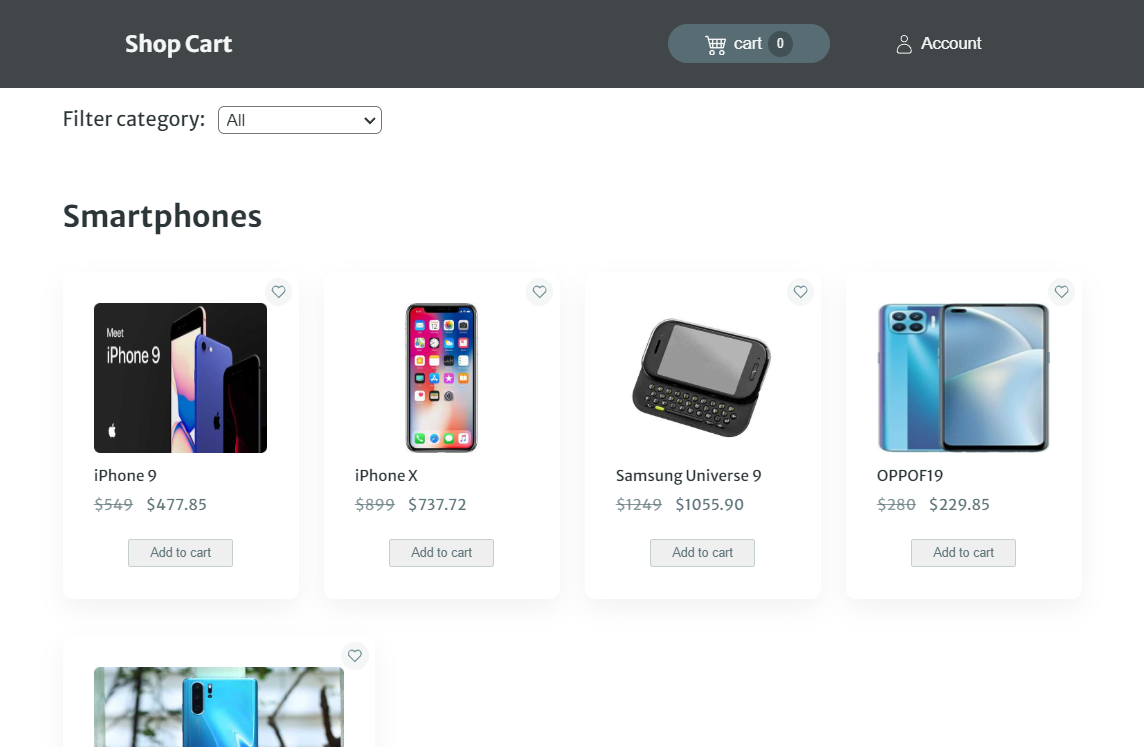 Shop Cart
cart 0
Account
Filter category: All
Smartphones
Meet
iPhone 9
iPhone 9
$549 $477.85
Add to cart
iPhone X
$899 $737.72
Add to cart
Samsung Universe 9
$1249 $1055.90
Add to cart
OPPOF19
$280 $229.85
Add to cart